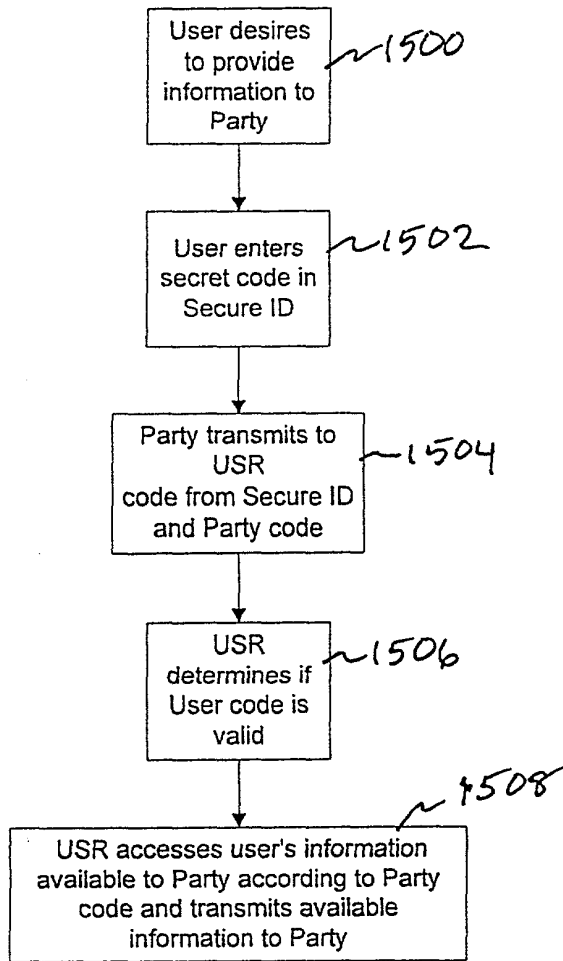 User desires
to provide
information to
Party
1500
User enters
secret code in
Secure ID
1502
Party transmits to
USR
code from Secure ID
and Party code
1504
USR
determines if
User code is
valid
1506
USR accesses user's information
available to Party according to Party
code and transmits available
information to Party
1508